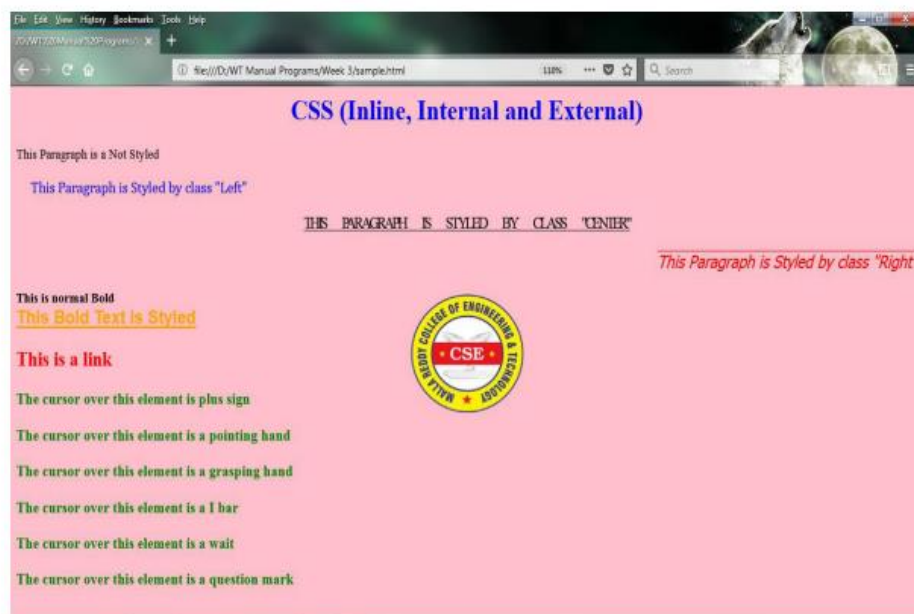 File Edit View History Bookmarks Tools Help
/D:/WT%20Manual%20Programs/
file:///D:/WT Manual Programs/Week 3/sample.html
110%
Search
CSS (Inline, Internal and External)
This Paragraph is a Not Styled
This Paragraph is Styled by class "Left"
THIS PARAGRAPH IS STYLED BY CLASS "CENTER"
This Paragraph is Styled by class "Right
This is normal Bold
This Bold Text is Styled
MALLA REDDY COLLEGE OF ENGINEERING & TECHNOLOGY
CSE
This is a link
The cursor over this element is plus sign
The cursor over this element is a pointing hand
The cursor over this element is a grasping hand
The cursor over this element is a I bar
The cursor over this element is a wait
The cursor over this element is a question mark